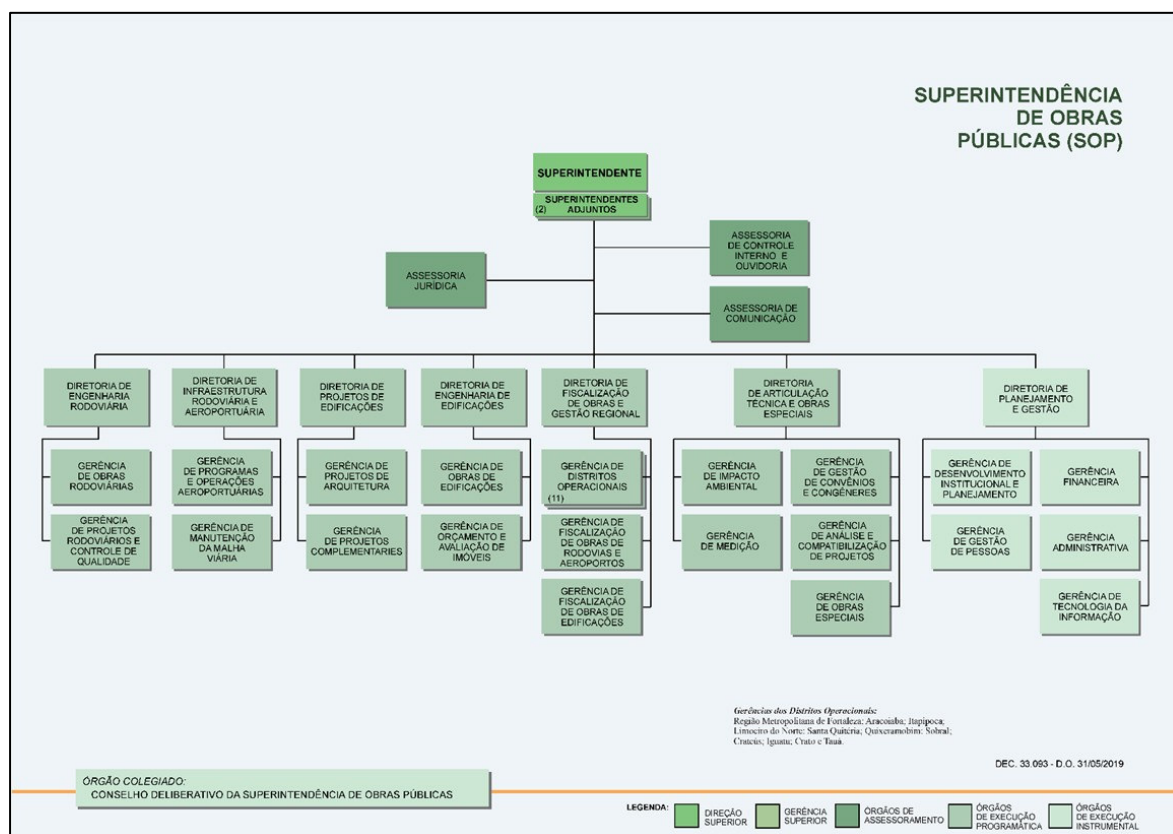 SUPERINTENDÊNCIA
DE OBRAS
PÚBLICAS (SOP)
SUPERINTENDENTE
SUPERINTENDENTES
(2) ADJUNTOS
ASSESSORIA
DE CONTROLE
INTERNO E
OUVIDORIA
ASSESSORIA
JURÍDICA
ASSESSORIA DE
COMUNICAÇÃO
DIRETORIA DE
ENGENHARIA
RODOVIÁRIA
DIRETORIA DE
INFRAESTRUTURA
RODOVIÁRIA E
AEROPORTUÁRIA
DIRETORIA DE
PROJETOS DE
EDIFICAÇÕES
DIRETORIA DE
ENGENHARIA DE
EDIFICAÇÕES
DIRETORIA DE
FISCALIZAÇÃO
DE OBRAS E
GESTÃO REGIONAL
DIRETORIA
DE ARTICULAÇÃO
TÉCNICA E OBRAS
ESPECIAIS
DIRETORIA DE
PLANEJAMENTO
E GESTÃO
GERÊNCIA
DE OBRAS
RODOVIÁRIAS
GERÊNCIA
DE PROGRAMAS
E OPERAÇÕES
AEROPORTUÁRIAS
GERÊNCIA DE
PROJETOS DE
ARQUITETURA
GERÊNCIA
DE OBRAS DE
EDIFICAÇÕES
GERÊNCIA DE
DISTRITOS
OPERACIONAIS
(11)
GERÊNCIA
DE IMPACTO
AMBIENTAL
GERÊNCIA
DE GESTÃO
DE CONVÊNIOS
E CONGÊNERES
GERÊNCIA DE
DESENVOLVIMENTO
INSTITUCIONAL E
PLANEJAMENTO
GERÊNCIA
FINANCEIRA
GERÊNCIA
DE PROJETOS
RODOVIÁRIOS E
CONTROLE DE
QUALIDADE
GERÊNCIA DE
MANUTENÇÃO
DA MALHA
VIÁRIA
GERÊNCIA
DE PROJETOS
COMPLEMENTARIES
GERÊNCIA DE
ORÇAMENTO E
AVALIAÇÃO DE
IMÓVEIS
GERÊNCIA DE
FISCALIZAÇÃO
DE OBRAS DE
RODOVIAS E
AEROPORTOS
GERÊNCIA
DE MEDIÇÃO
GERÊNCIA
DE ANÁLISE E
COMPATIBILIZAÇÃO
DE PROJETOS
GERÊNCIA
DE GESTÃO
DE PESSOAS
GERÊNCIA
ADMINISTRATIVA
GERÊNCIA DE
FISCALIZAÇÃO
DE OBRAS DE
EDIFICAÇÕES
GERÊNCIA
DE OBRAS
ESPECIAIS
GERÊNCIA DE
TECNOLOGIA DA
INFORMAÇÃO
Gerências dos Distritos Operacionais:
Região Metropolitana de Fortaleza; Aracoiaba; Itapipoca;
Limoeiro do Norte; Santa Quitéria; Quixeramobim; Sobral;
Crateús; Iguatu; Crato e Tauá.
DEC. 33.093 - D.O. 31/05/2019
ÓRGÃO COLEGIADO:
CONSELHO DELIBERATIVO DA SUPERINTENDÊNCIA DE OBRAS PÚBLICAS
LEGENDA:
DIREÇÃO
SUPERIOR
GERÊNCIA
SUPERIOR
ÓRGÃOS DE
ASSESSORAMENTO
ÓRGÃOS
DE EXECUÇÃO
PROGRAMÁTICA
ÓRGÃOS
DE EXECUÇÃO
INSTRUMENTAL